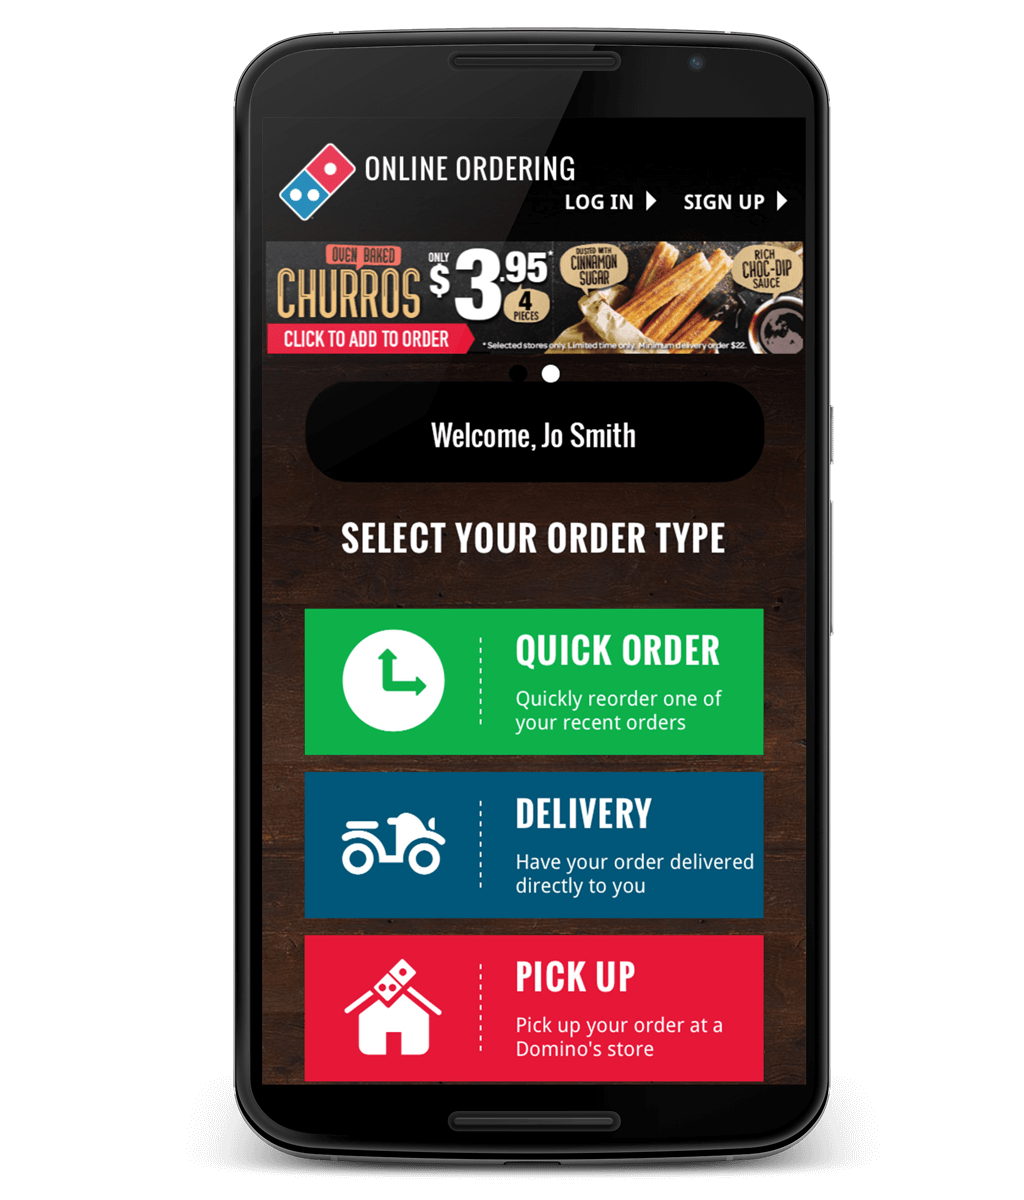 ONLINE ORDERING
LOG IN SIGN UP
OVEN BAKED
CHURROS
ONLY
$3.95*
4
PIECES
DUSTED WITH
CINNAMON
SUGAR
RICH
CHOC-DIP
SAUCE
CLICK TO ADD TO ORDER
* Selected stores only. Limited time only. Minimum delivery order $22.
Welcome, Jo Smith
SELECT YOUR ORDER TYPE
QUICK ORDER
Quickly reorder one of
your recent orders
DELIVERY
Have your order delivered
directly to you
PICK UP
Pick up your order at a
Domino's store